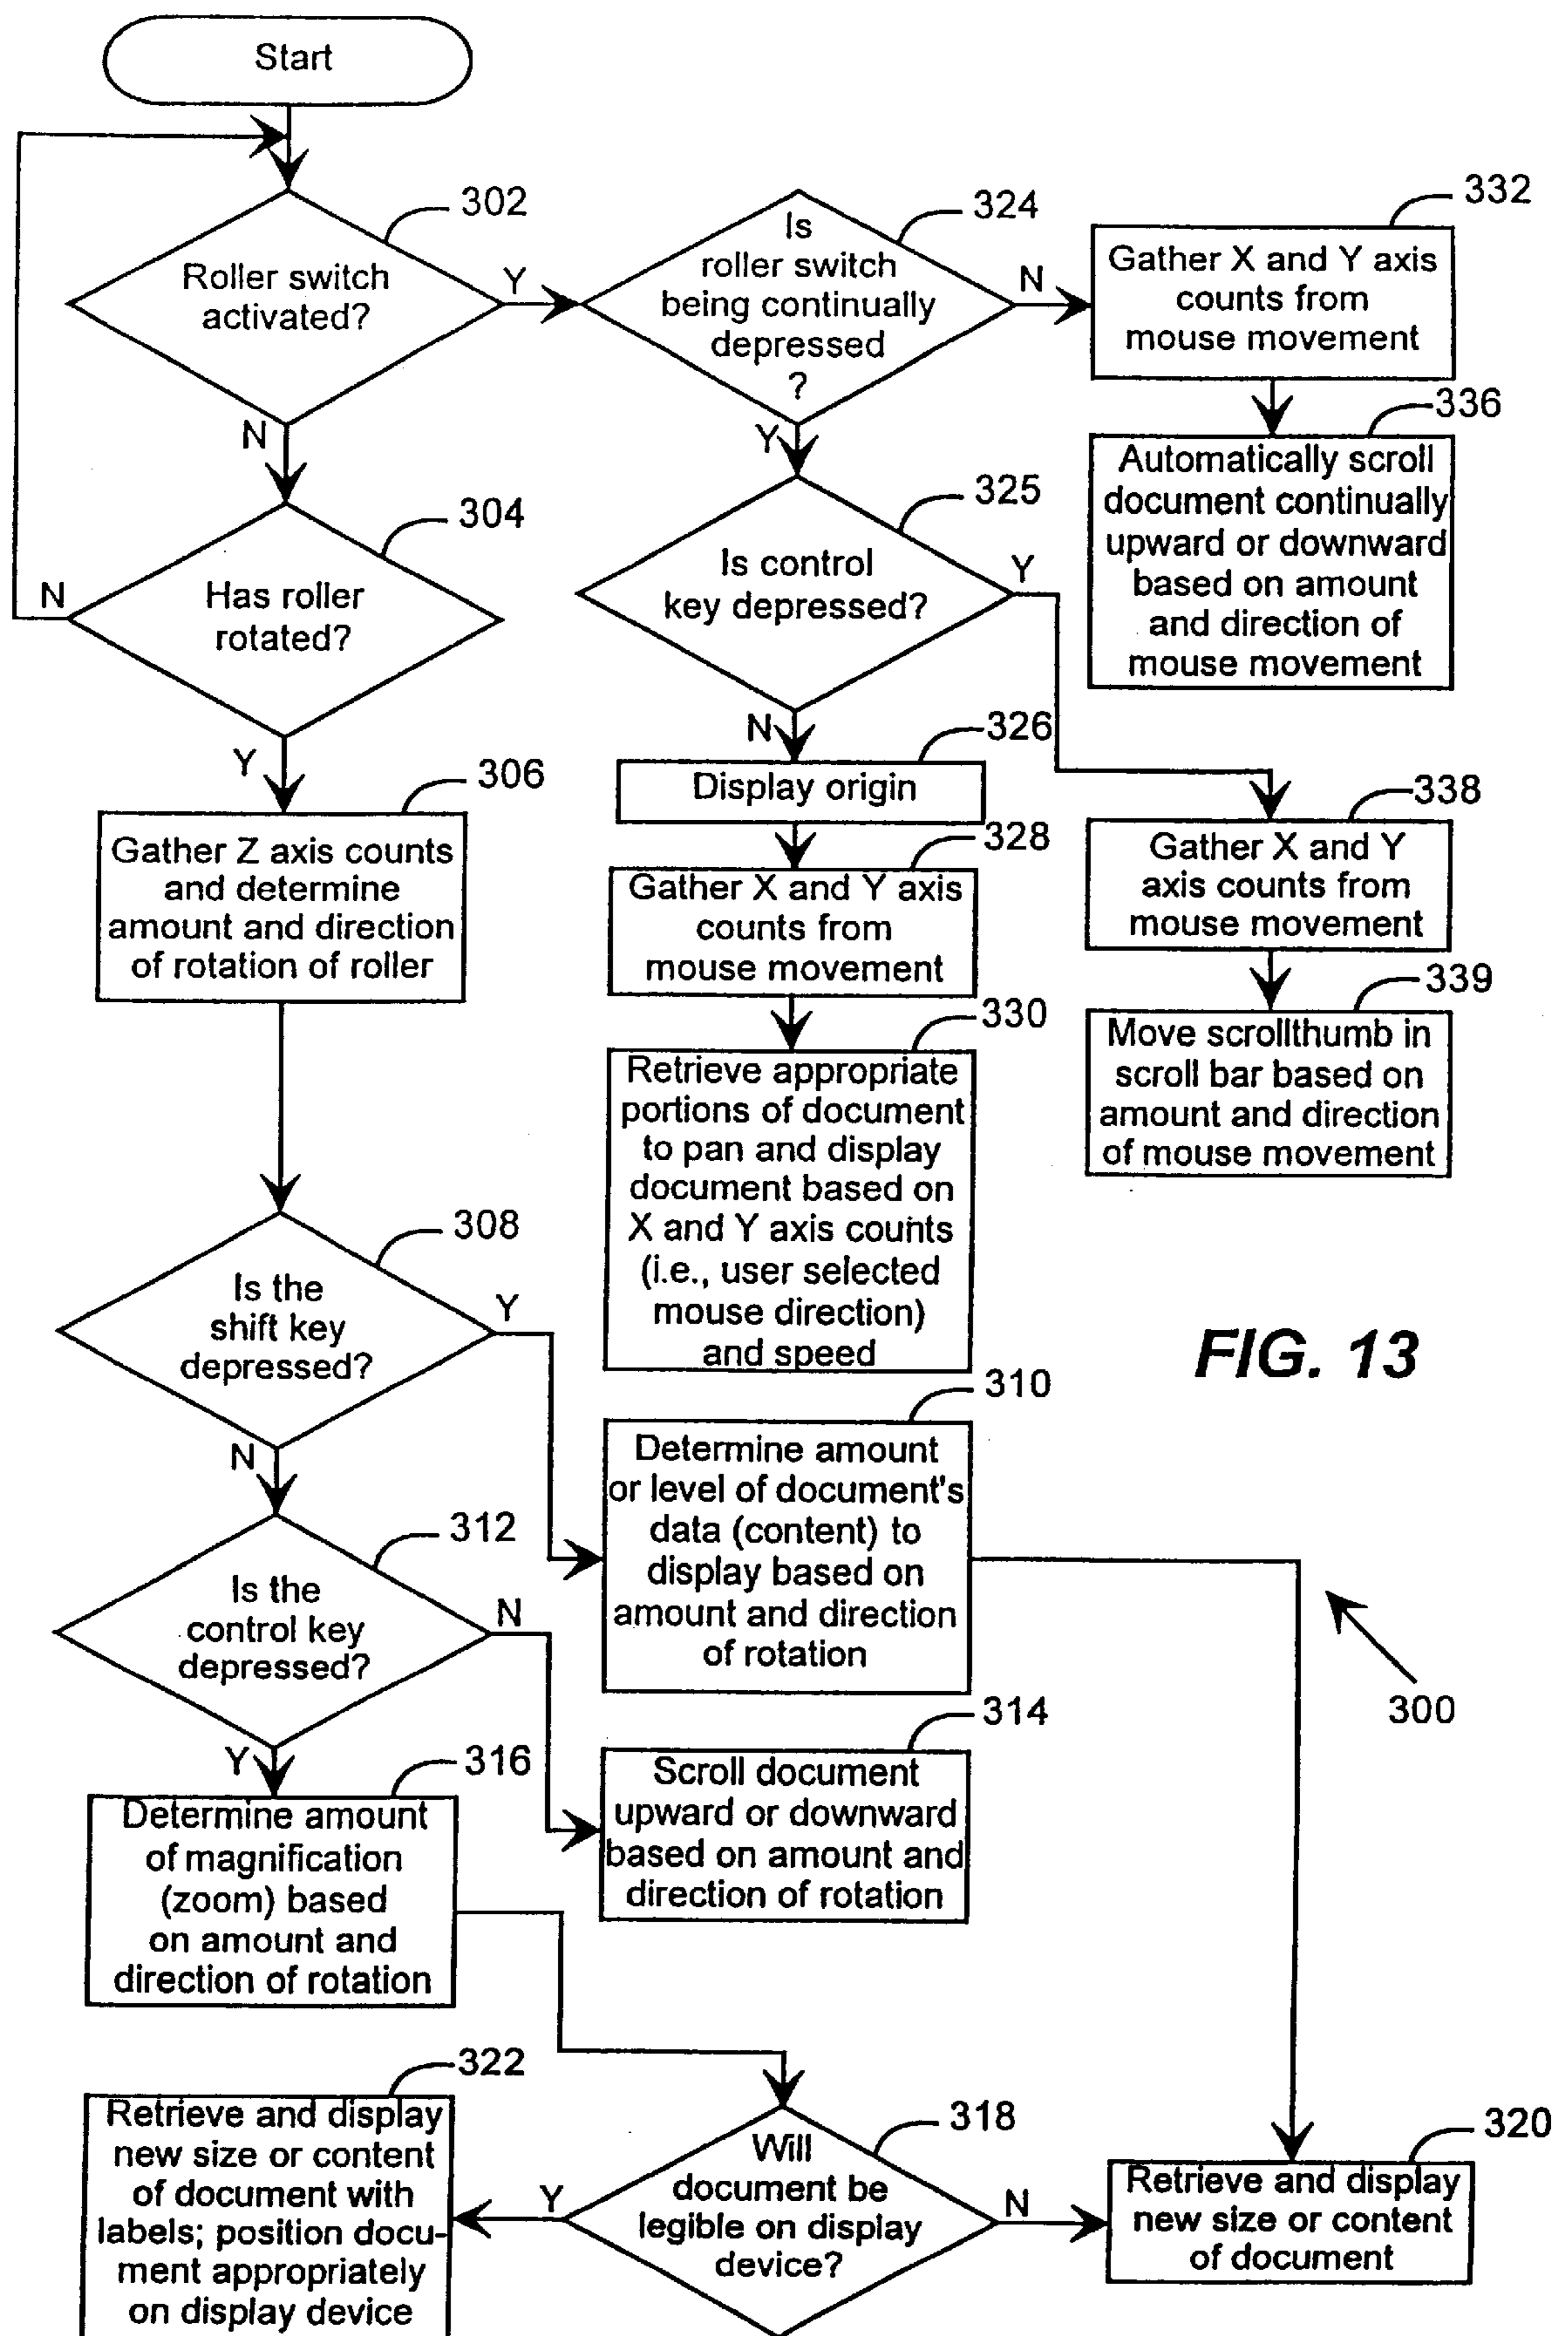 Start
302
Roller switch
activated?
Y
N
304
Has roller
rotated?
N
Y
306
Gather Z axis counts
and determine
amount and direction
of rotation of roller
308
Is the
shift key
depressed?
Y
N
312
Is the
control key
depressed?
N
Y
316
Determine amount
of magnification
(zoom) based
on amount and
direction of rotation
322
Retrieve and display
new size or content
of document with
labels; position docu-
ment appropriately
on display device
324
Is
roller switch
being continually
depressed
?
N
Y
325
Is control
key depressed?
Y
N
326
Display origin
328
Gather X and Y axis
counts from
mouse movement
330
Retrieve appropriate
portions of document
to pan and display
document based on
X and Y axis counts
(i.e., user selected
mouse direction)
and speed
310
Determine amount
or level of document's
data (content) to
display based on
amount and direction
of rotation
314
Scroll document
upward or downward
based on amount and
direction of rotation
318
Will
document be
legible on display
device?
Y
N
332
Gather X and Y axis
counts from
mouse movement
336
Automatically scroll
document continually
upward or downward
based on amount
and direction of
mouse movement
338
Gather X and Y
axis counts from
mouse movement
339
Move scrollthumb in
scroll bar based on
amount and direction
of mouse movement
FIG. 13
300
320
Retrieve and display
new size or content
of document